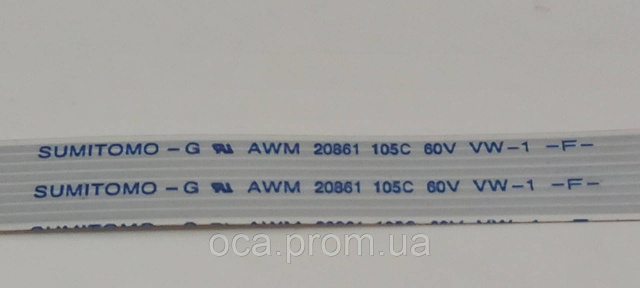 SUMITOMO -G AWM 20861 105C 60V VW-1 -F-
SUMITOMO -G AWM 20861 105C 60V VW-1 -F-
oca.prom.ua